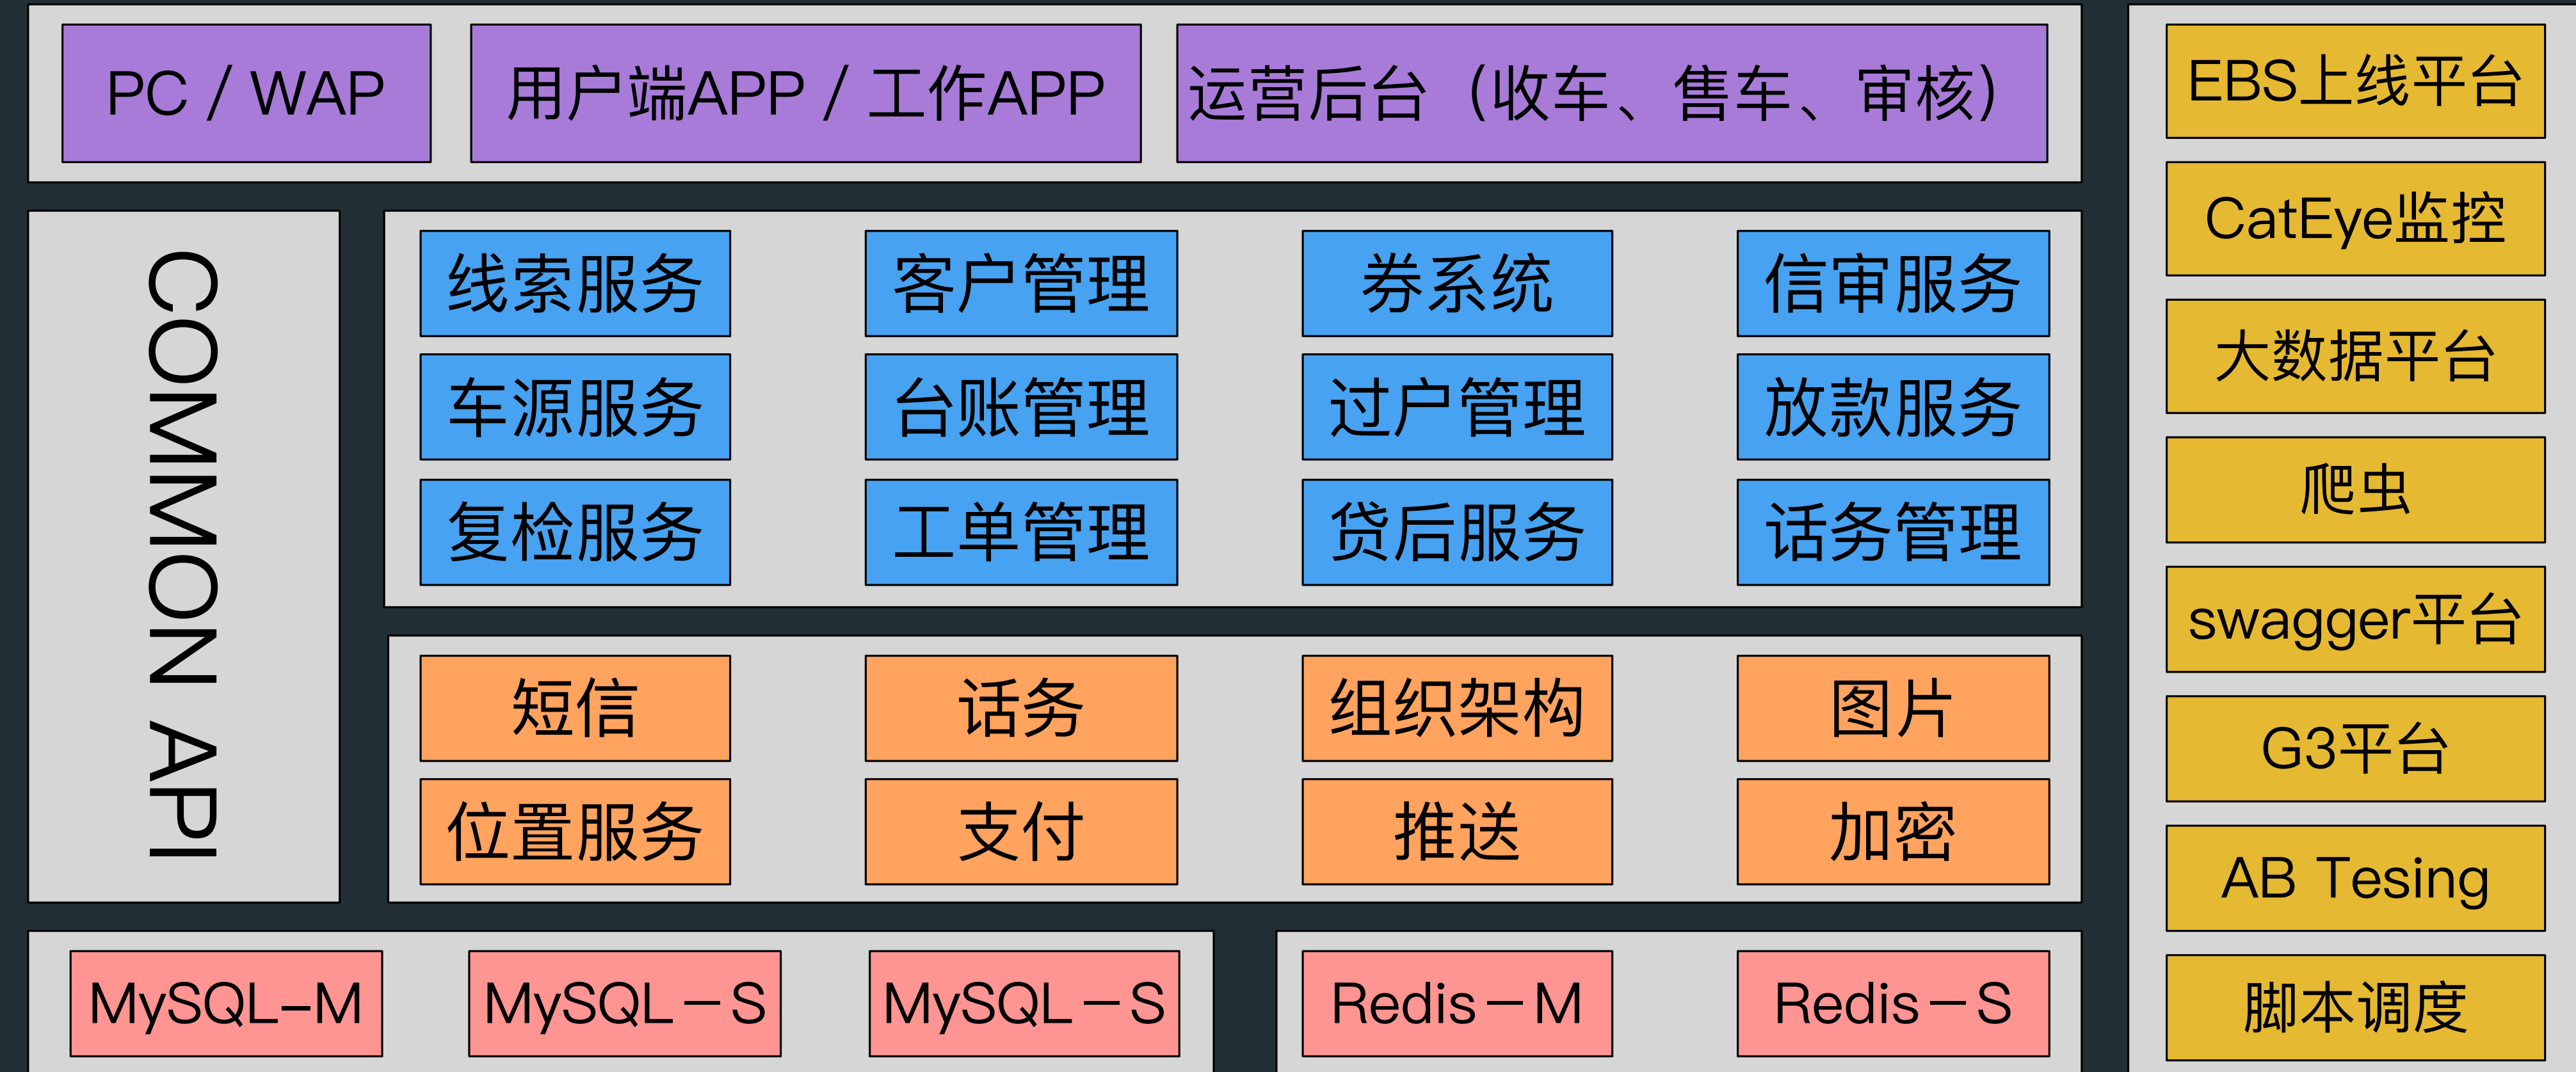 PC / WAP
用户端APP / 工作APP
运营后台（收车、售车、审核）
COMMON API
线索服务
客户管理
券系统
信审服务
车源服务
台账管理
过户管理
放款服务
复检服务
工单管理
贷后服务
话务管理
短信
话务
组织架构
图片
位置服务
支付
推送
加密
MySQL-M
MySQL－S
MySQL－S
Redis－M
Redis－S
EBS上线平台
CatEye监控
大数据平台
爬虫
swagger平台
G3平台
AB Tesing
脚本调度